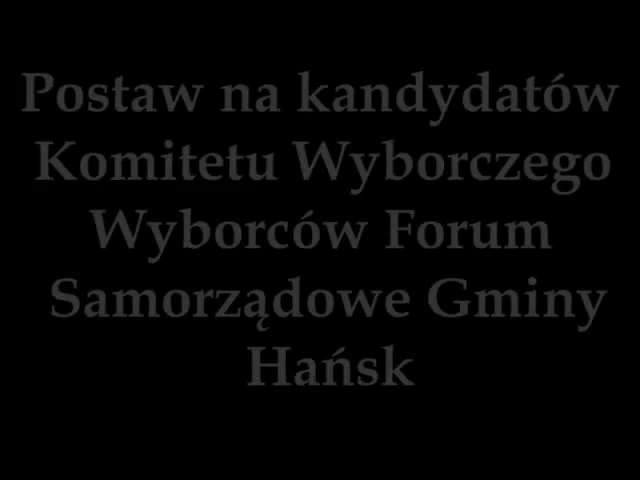 Postaw na kandydatów
Komitetu Wyborczego
Wyborców Forum
Samorządowe Gminy
Hańsk